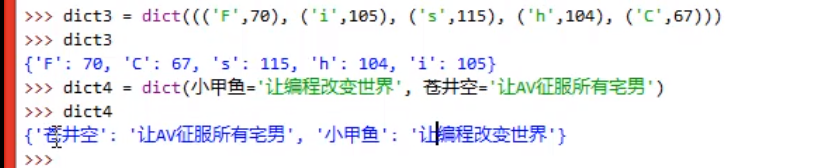 >>> dict3 = dict((('F',70), ('i',105), ('s',115), ('h',104), ('C',67)))
>>> dict3
{'F': 70, 'C': 67, 's': 115, 'h': 104, 'i': 105}
>>> dict4 = dict(小甲鱼='让编程改变世界', 苍井空='让AV征服所有宅男')
>>> dict4
{'苍井空': '让AV征服所有宅男', '小甲鱼': '让编程改变世界'}
>>>